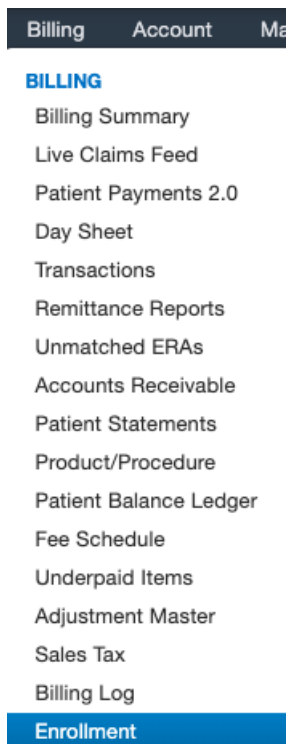 Billing Account Ma
BILLING
Billing Summary
Live Claims Feed
Patient Payments 2.0
Day Sheet
Transactions
Remittance Reports
Unmatched ERAs
Accounts Receivable
Patient Statements
Product/Procedure
Patient Balance Ledger
Fee Schedule
Underpaid Items
Adjustment Master
Sales Tax
Billing Log
Enrollment